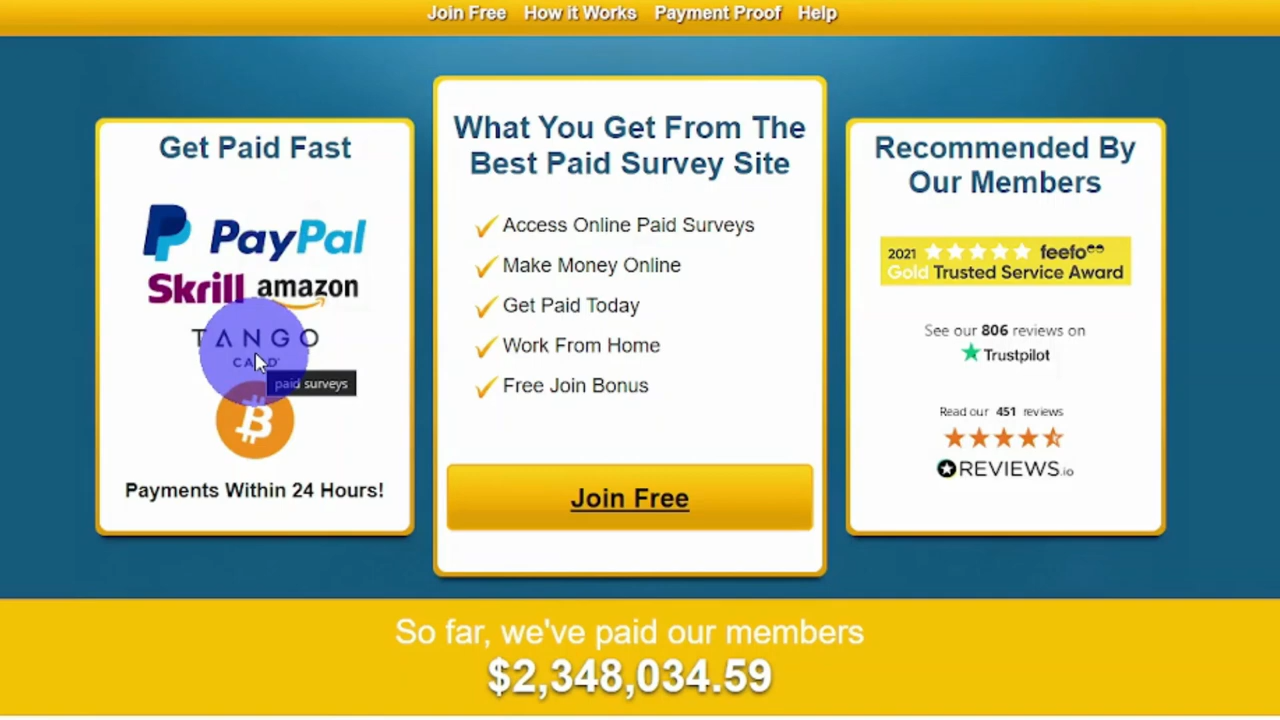 Join Free How it Works Payment Proof Help
Get Paid Fast
PayPal
Skrill amazon
TANGO
CARD
paid surveys
Payments Within 24 Hours!
What You Get From The
Best Paid Survey Site
Access Online Paid Surveys
Make Money Online
Get Paid Today
Work From Home
Free Join Bonus
Join Free
Recommended By
Our Members
2021 feefo
Gold Trusted Service Award
See our 806 reviews on
Trustpilot
Read our 451 reviews
REVIEWS.io
So far, we've paid our members
$2,348,034.59